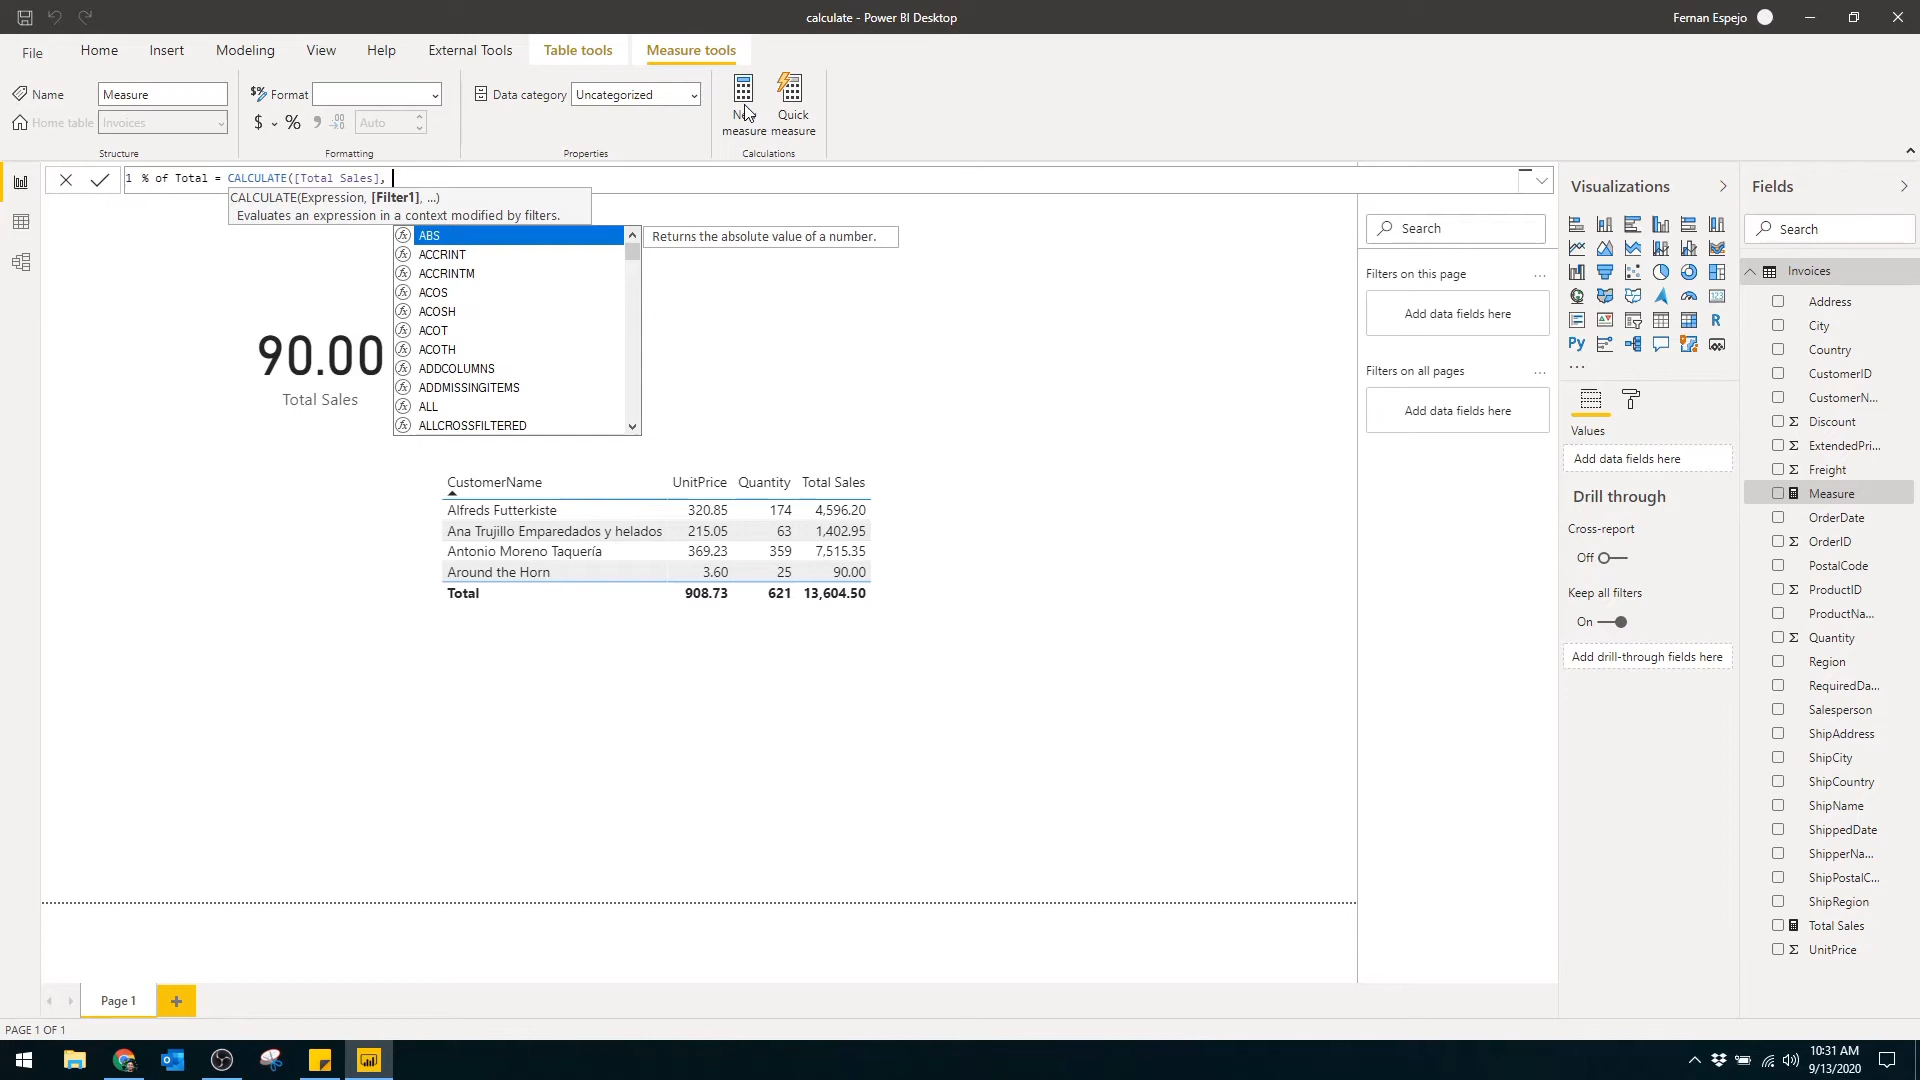 calculate - Power BI Desktop
Fernan Espejo
File Home Insert Modeling View Help External Tools Table tools Measure tools
Name Measure
Home table Invoices
Structure
$% Format
$ % Auto
Formatting
Data category Uncategorized
Properties
measure
Quick measure
Calculations
1 % of Total = CALCULATE([Total Sales],
CALCULATE(Expression, [Filter1], ...)
Evaluates an expression in a context modified by filters.
ABS
Returns the absolute value of a number.
ACCRINT
ACCRINTM
ACOS
ACOSH
ACOT
ACOTH
ADDCOLUMNS
ADDMISSINGITEMS
ALL
ALLCROSSFILTERED
90.00
Total Sales
CustomerName UnitPrice Quantity Total Sales
Alfreds Futterkiste 320.85 174 4,596.20
Ana Trujillo Emparedados y helados 215.05 63 1,402.95
Antonio Moreno Taquería 369.23 359 7,515.35
Around the Horn 3.60 25 90.00
Total 908.73 621 13,604.50
Search
Filters on this page ...
Add data fields here
Filters on all pages ...
Add data fields here
Visualizations
123
R
Py
...
Values
Add data fields here
Drill through
Cross-report
Off
Keep all filters
On
Add drill-through fields here
Fields
Search
Invoices
Address
City
Country
CustomerID
CustomerN...
Σ Discount
Σ ExtendedPri...
Σ Freight
Measure
OrderDate
Σ OrderID
PostalCode
Σ ProductID
ProductNa...
Σ Quantity
Region
RequiredDa...
Salesperson
ShipAddress
ShipCity
ShipCountry
ShipName
ShippedDate
ShipperNa...
ShipPostalC...
ShipRegion
Total Sales
Σ UnitPrice
Page 1
PAGE 1 OF 1
10:31 AM
9/13/2020